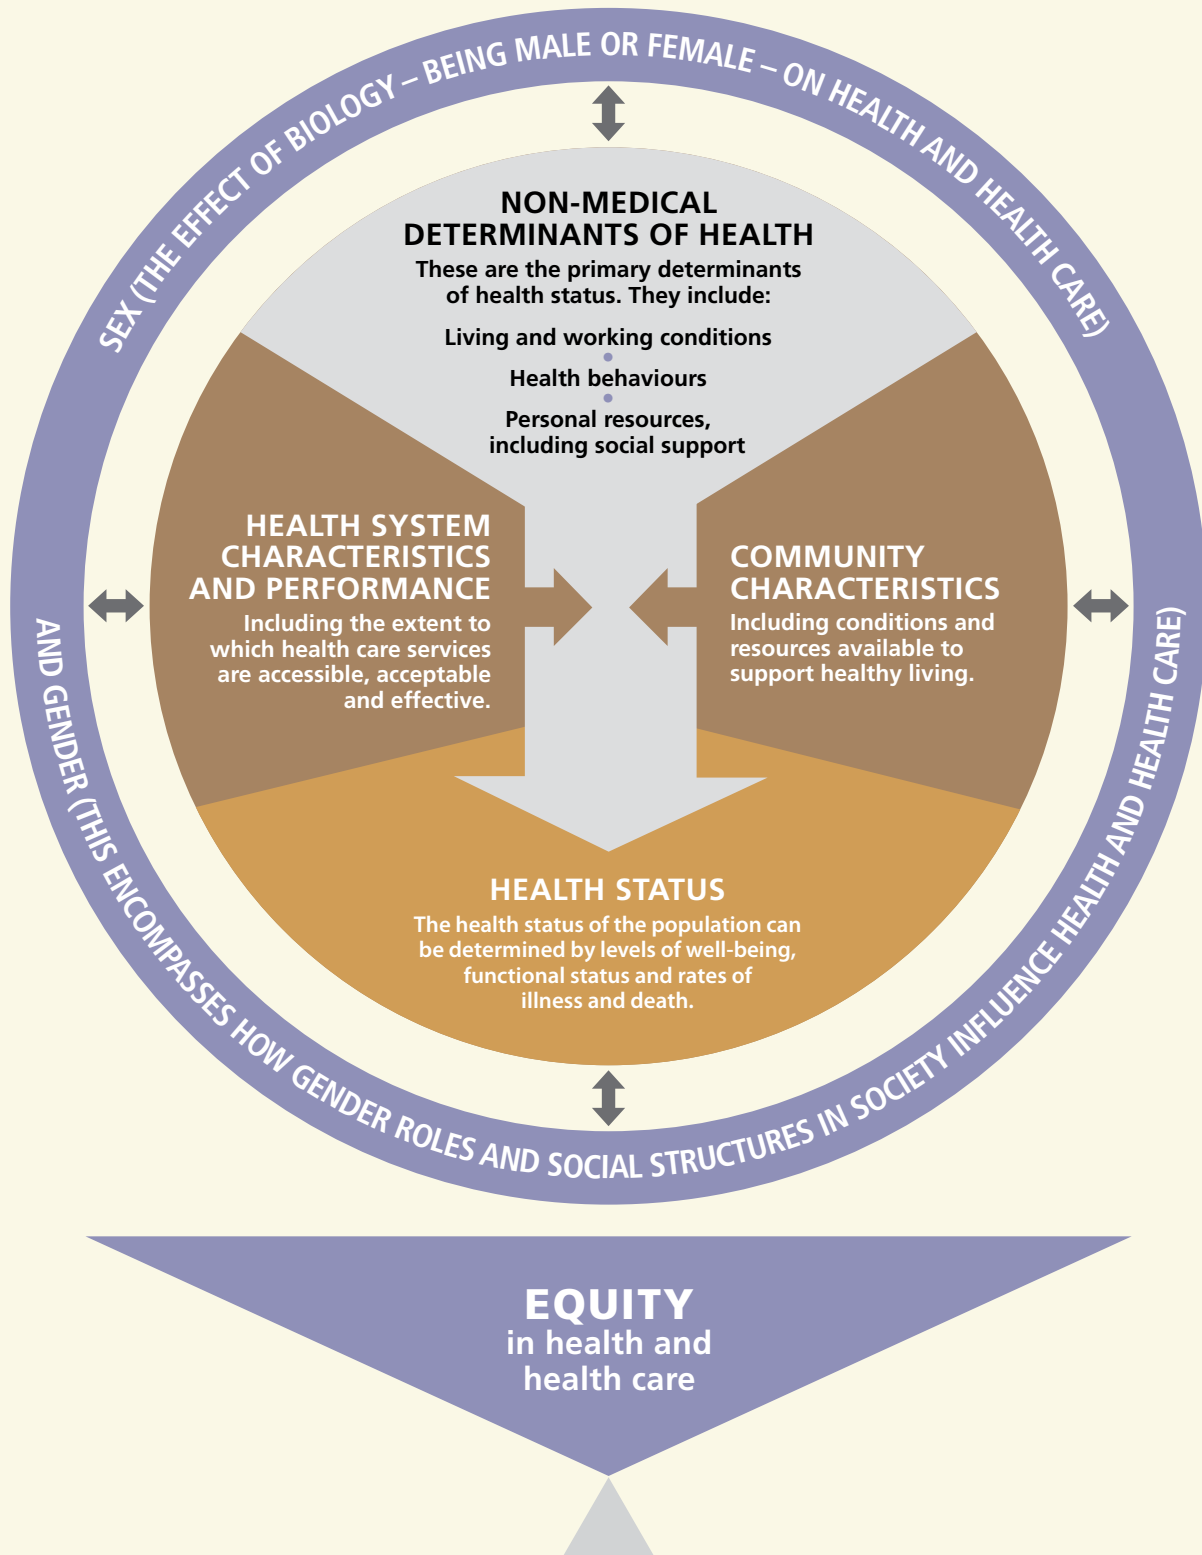 SEX (THE EFFECT OF BIOLOGY – BEING MALE OR FEMALE – ON HEALTH AND HEALTH CARE)
AND GENDER (THIS ENCOMPASSES HOW GENDER ROLES AND SOCIAL STRUCTURES IN SOCIETY INFLUENCE HEALTH AND HEALTH CARE)
NON-MEDICAL
DETERMINANTS OF HEALTH
These are the primary determinants
of health status. They include:
Living and working conditions
•
Health behaviours
•
Personal resources,
including social support
HEALTH SYSTEM
CHARACTERISTICS
AND PERFORMANCE
Including the extent to
which health care services
are accessible, acceptable
and effective.
COMMUNITY
CHARACTERISTICS
Including conditions and
resources available to
support healthy living.
HEALTH STATUS
The health status of the population can
be determined by levels of well-being,
functional status and rates of
illness and death.
EQUITY
in health and
health care